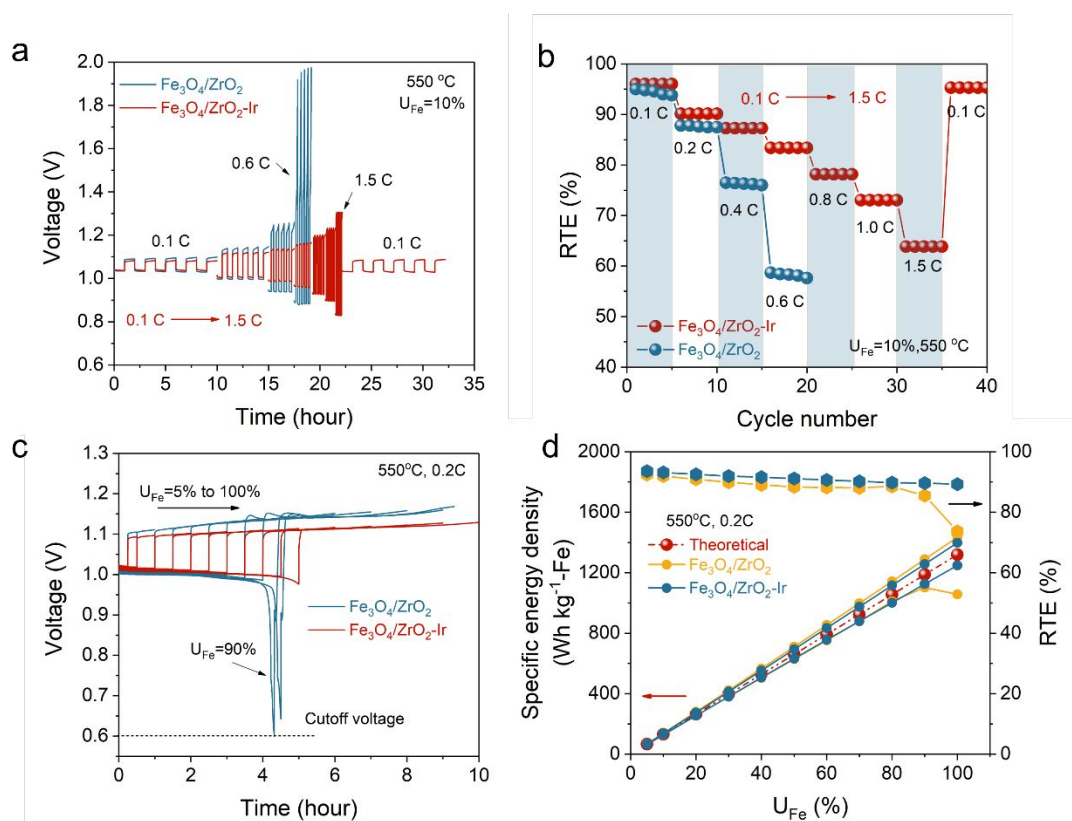 a
Voltage (V)
2.0
1.8
1.6
1.4
1.2
1.0
0.8
0.6
Fe₃O₄/ZrO₂
Fe₃O₄/ZrO₂-Ir
550 °C
U_Fe=10%
0.6 C
1.5 C
0.1 C
0.1 C
0.1 C → 1.5 C
0 5 10 15 20 25 30 35
Time (hour)
b
RTE (%)
100
90
80
70
60
50
40
0.1 C → 1.5 C
0.1 C
0.1 C
0.2 C
0.4 C
0.8 C
1.0 C
1.5 C
0.6 C
Fe₃O₄/ZrO₂-Ir
Fe₃O₄/ZrO₂
U_Fe=10%,550 °C
0 10 20 30 40
Cycle number
c
Voltage (V)
1.3
1.2
1.1
1.0
0.9
0.8
0.7
0.6
550°C, 0.2C
U_Fe=5% to 100%
Fe₃O₄/ZrO₂
Fe₃O₄/ZrO₂-Ir
U_Fe=90%
Cutoff voltage
0 2 4 6 8 10
Time (hour)
d
Specific energy density
(Wh kg⁻¹-Fe)
2000
1600
1200
800
400
0
550°C, 0.2C
Theoretical
Fe₃O₄/ZrO₂
Fe₃O₄/ZrO₂-Ir
100
80
60
40
20
0
RTE (%)
0 20 40 60 80 100
U_Fe (%)